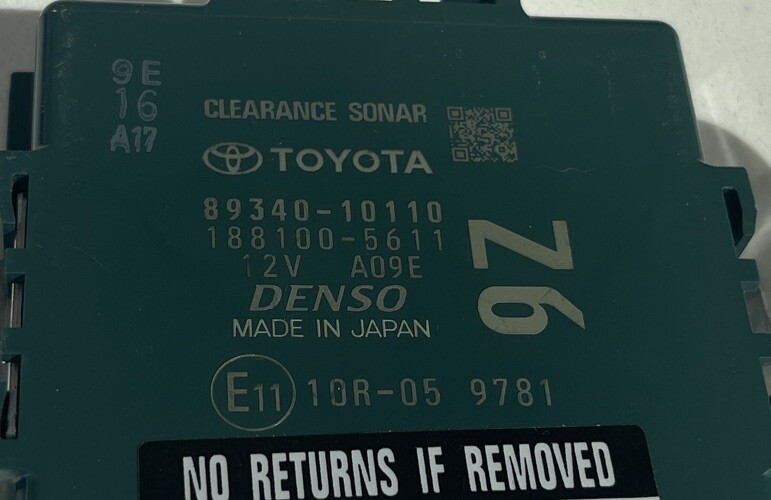 9E
16
A17
CLEARANCE SONAR
TOYOTA
89340-10110
188100-5611
12V A09E
DENSO
MADE IN JAPAN
Z6
E11 10R-05 9781
NO RETURNS IF REMOVED